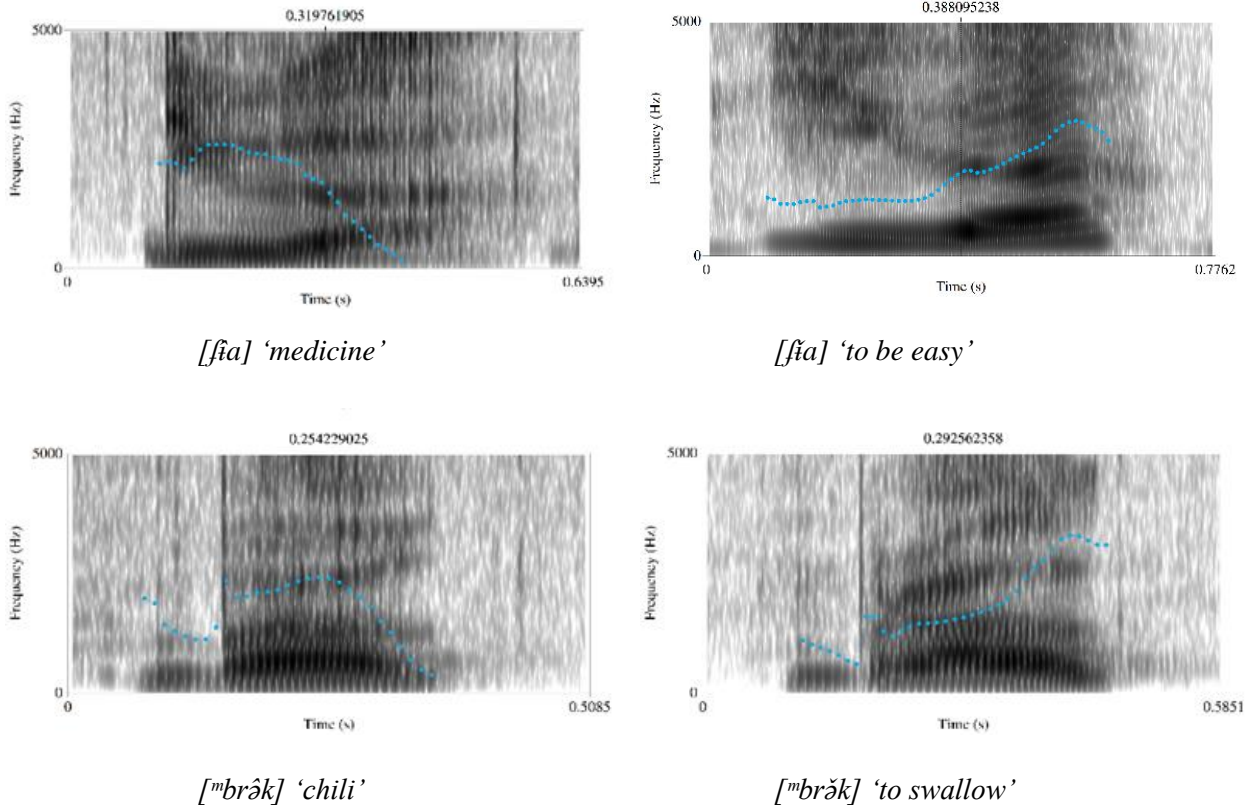 0.319761905
5000
Frequency (Hz)
0
0
0.6395
Time (s)
[ʄɨ̂a] ‘medicine’
0.388095238
5000
Frequency (Hz)
0
0
0.7762
Time (s)
[ʄɨ̌a] ‘to be easy’
0.254229025
5000
Frequency (Hz)
0
0
0.5085
Time (s)
[ᵐbrə̂k] ‘chili’
0.292562358
5000
Frequency (Hz)
0
0
0.5851
Time (s)
[ᵐbrə̌k] ‘to swallow’